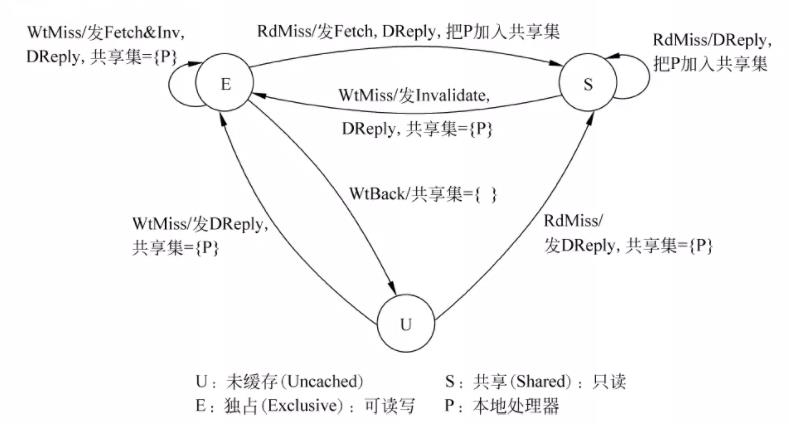 WtMiss/发Fetch&Inv,
DReply, 共享集={P}
RdMiss/发Fetch, DReply, 把P加入共享集
RdMiss/DReply,
把P加入共享集
E
S
WtMiss/发Invalidate,
DReply, 共享集={P}
WtBack/共享集={ }
WtMiss/发DReply,
共享集={P}
RdMiss/
发DReply, 共享集={P}
U
U：未缓存(Uncached)
S：共享(Shared)：只读
E：独占(Exclusive)：可读写
P：本地处理器